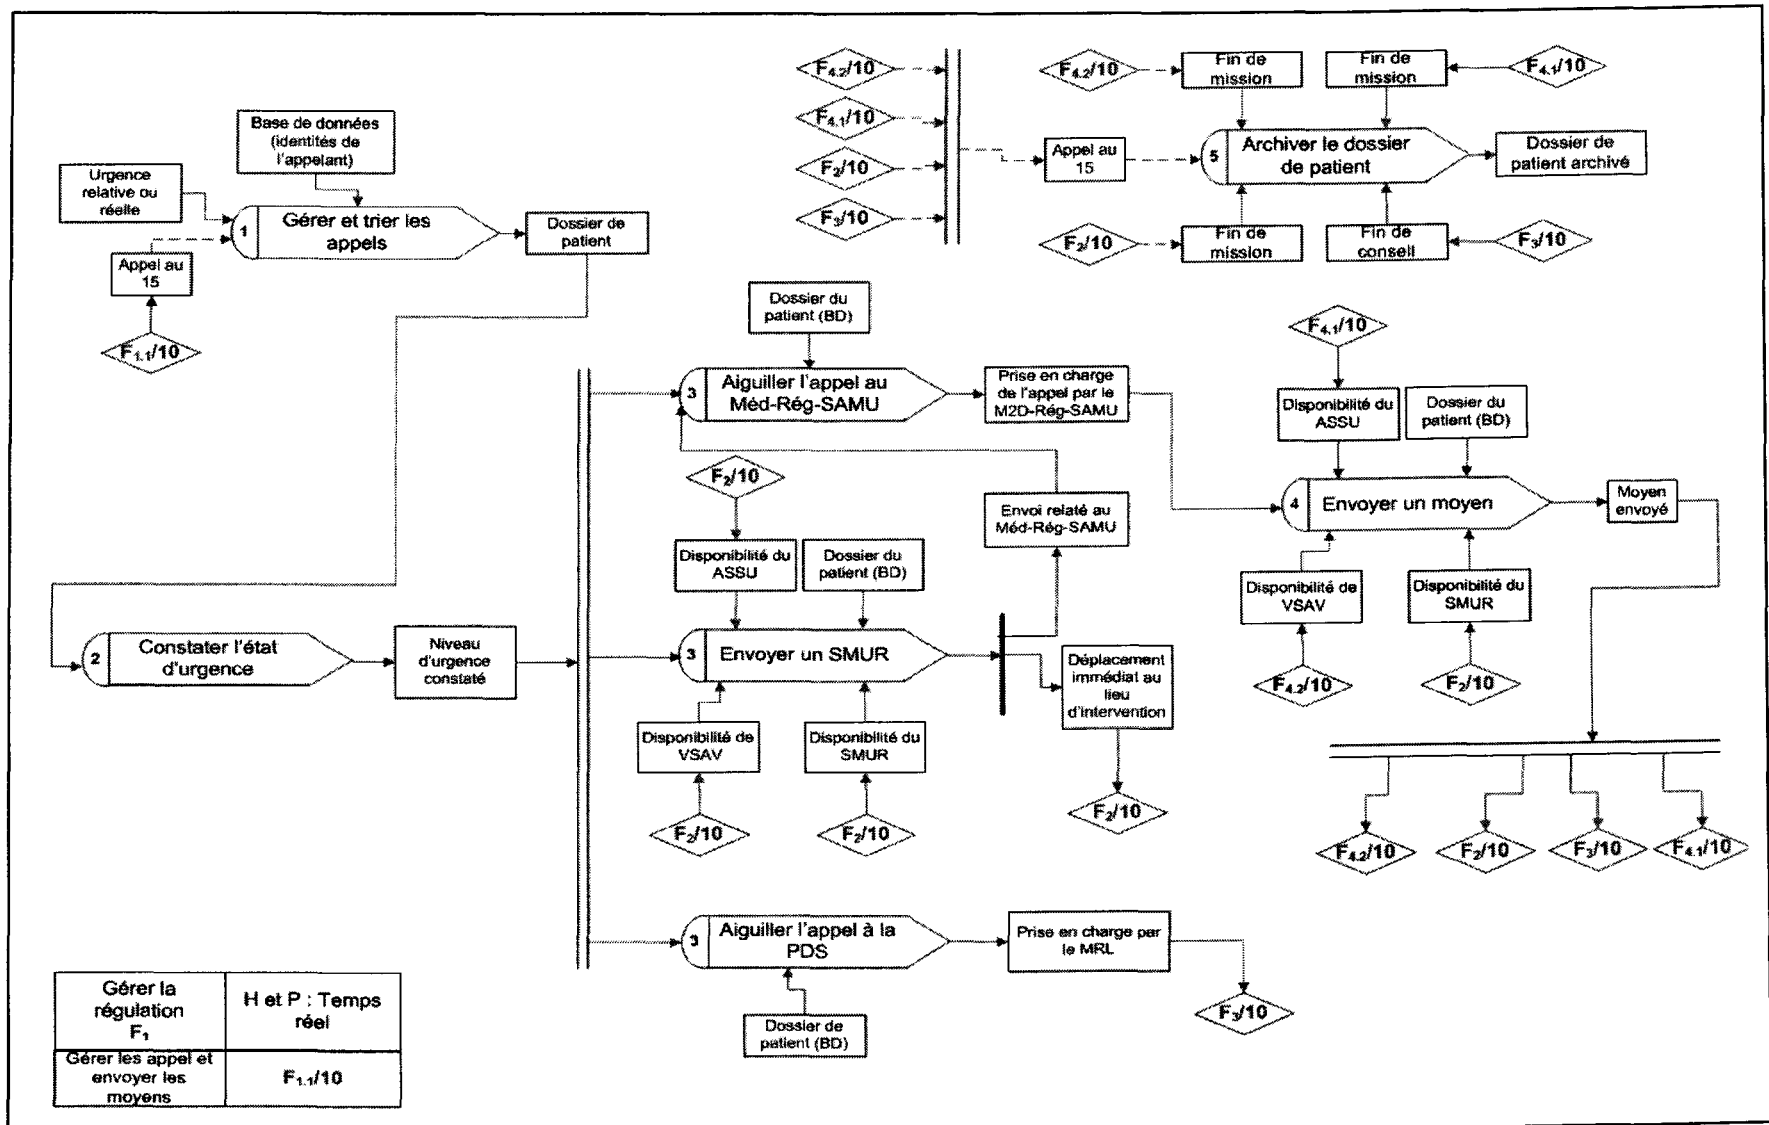 F4.2/10
F4.1/10
F2/10
F3/10
Appel au
15
F4.2/10
Fin de
mission
Fin de
mission
F4.1/10
5
Archiver le dossier
de patient
Dossier de
patient archivé
F2/10
Fin de
mission
Fin de
conseil
F3/10
Base de données
(identités de
l'appelant)
Urgence
relative ou
réelle
1
Gérer et trier les
appels
Dossier de
patient
Appel au
15
F1.1/10
Dossier du
patient (BD)
3
Aiguiller l'appel au
Méd-Rég-SAMU
Prise en charge
de l'appel par le
M2D-Rég-SAMU
F4.1/10
Disponibilité du
ASSU
Dossier du
patient (BD)
4
Envoyer un moyen
Moyen
envoyé
Disponibilité de
VSAV
Disponibilité du
SMUR
F4.2/10
F2/10
F2/10
Envoi relaté au
Méd-Rég-SAMU
Disponibilité du
ASSU
Dossier du
patient (BD)
2
Constater l'état
d'urgence
Niveau
d'urgence
constaté
3
Envoyer un SMUR
Déplacement
immédiat au
lieu
d'intervention
Disponibilité de
VSAV
Disponibilité du
SMUR
F2/10
F2/10
F2/10
F4.2/10
F2/10
F3/10
F4.1/10
3
Aiguiller l'appel à la
PDS
Prise en charge par
le MRL
Dossier de
patient (BD)
F3/10
Gérer la
régulation
F1
H et P : Temps
réel
Gérer les appel et
envoyer les
moyens
F1.1/10